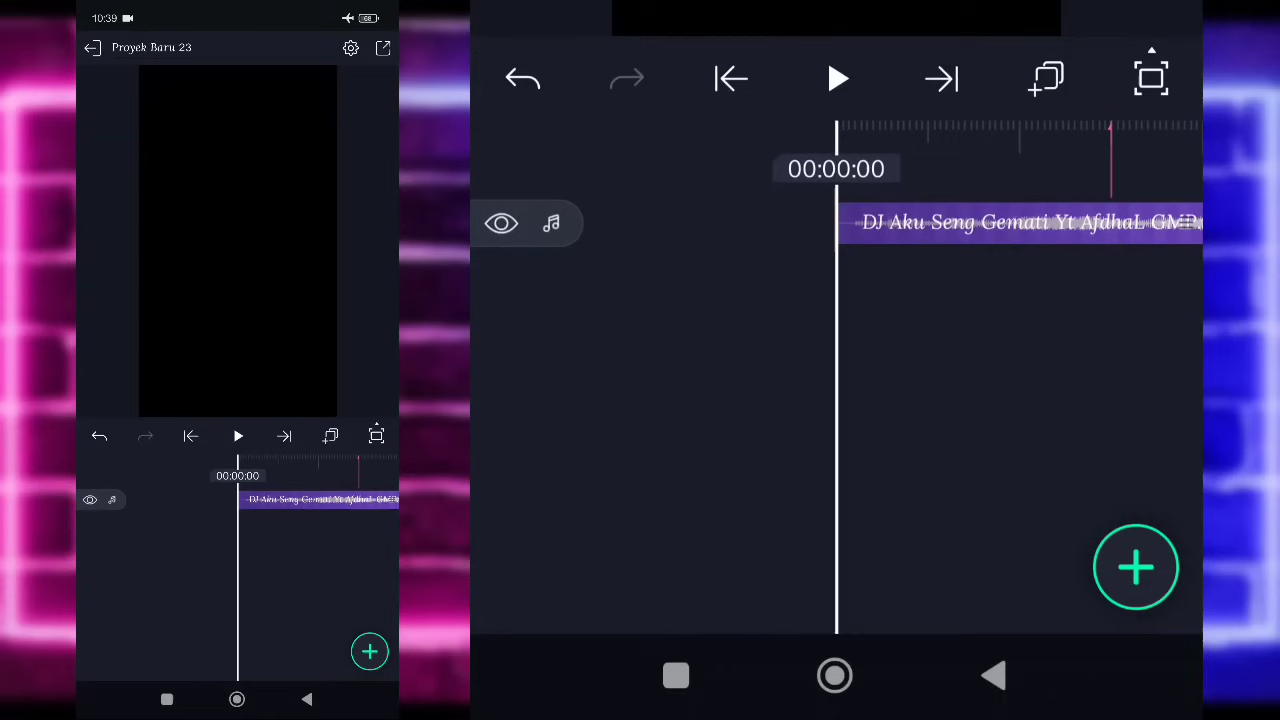 10:39
68
Proyek Baru 23
00:00:00
DJ Aku Seng Gemati Yt AfdhaL GM
00:00:00
DJ Aku Seng Gemati Yt AfdhaL GM